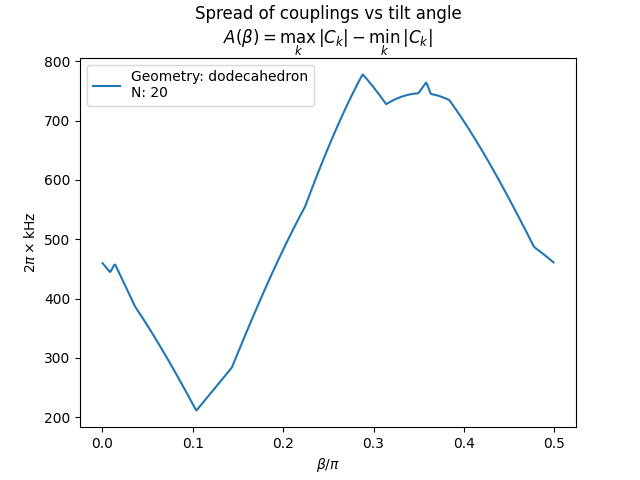 Spread of couplings vs tilt angle
A(β) = max_k |C_k| − min_k |C_k|
Geometry: dodecahedron
N: 20
800
700
600
500
400
300
200
2π × kHz
0.0 0.1 0.2 0.3 0.4 0.5
β/π